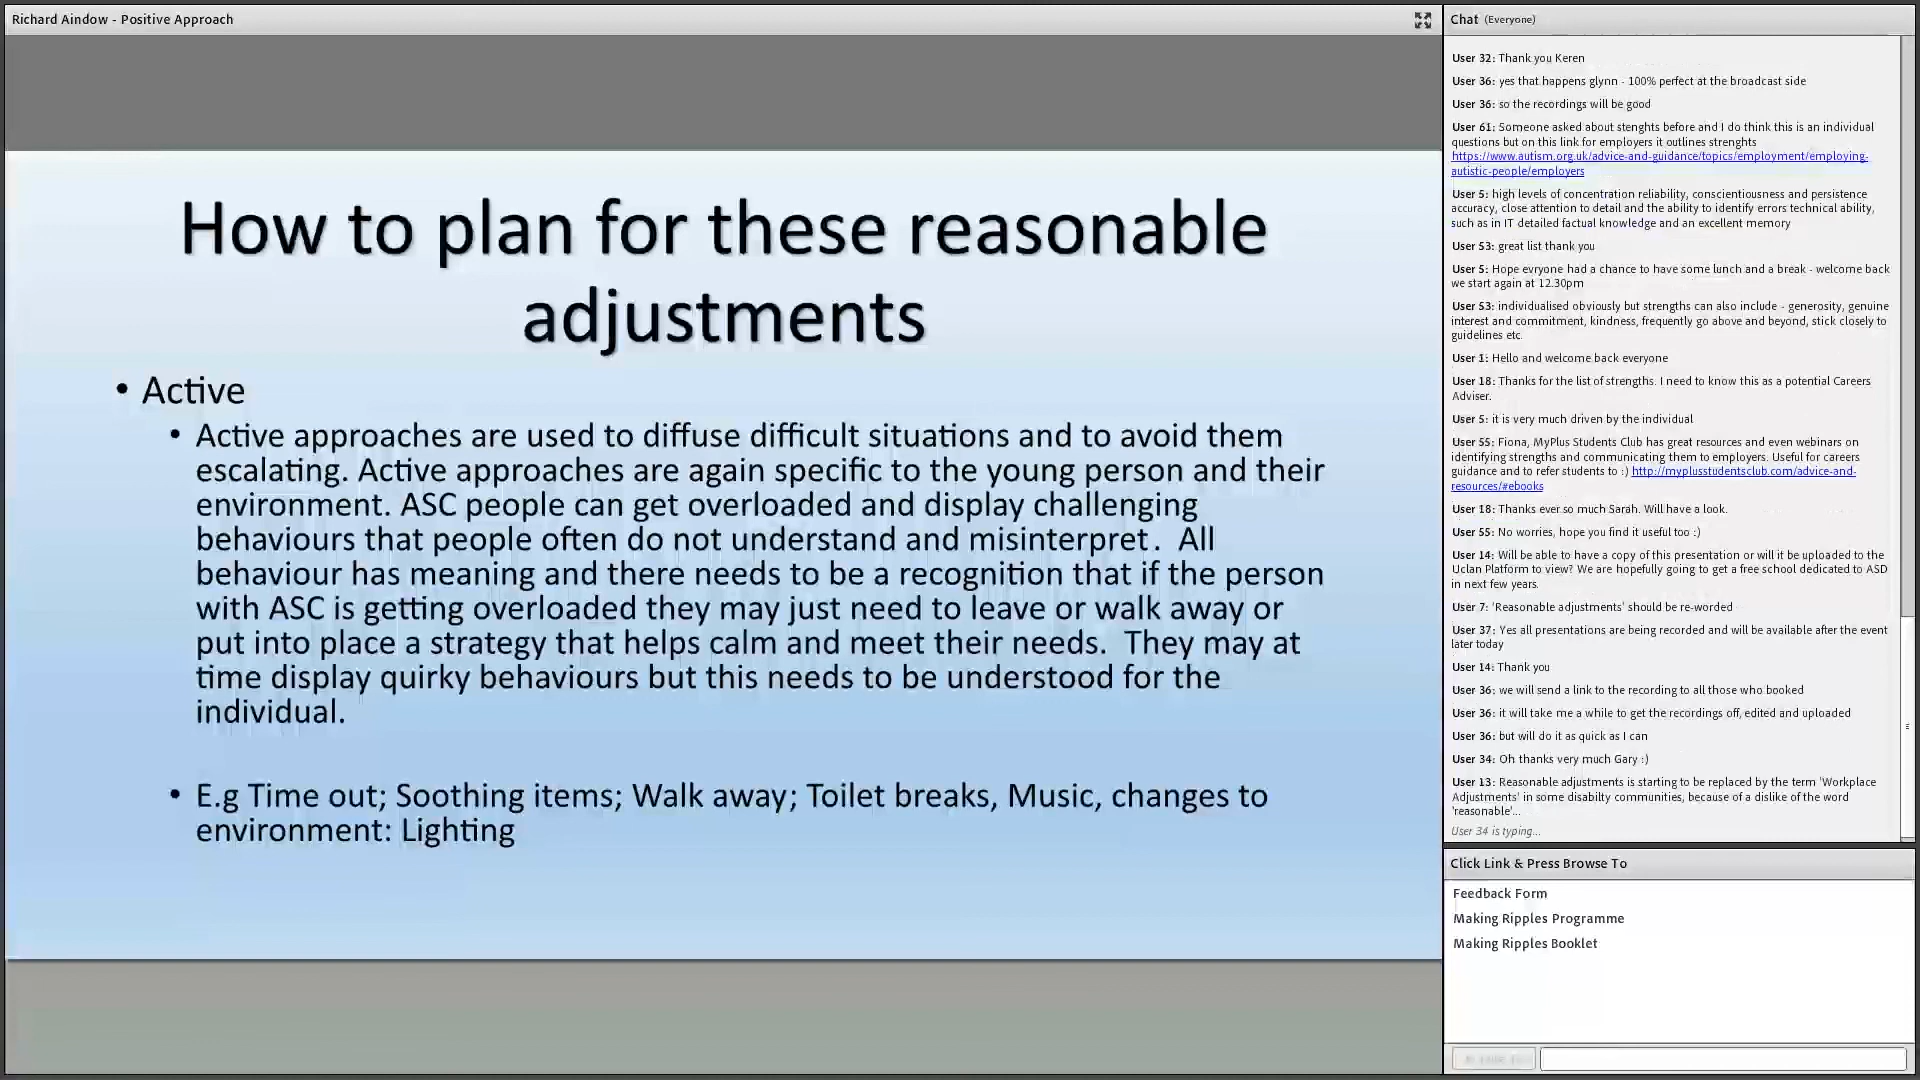 Richard Aindow - Positive Approach
How to plan for these reasonable
adjustments
• Active
• Active approaches are used to diffuse difficult situations and to avoid them
escalating. Active approaches are again specific to the young person and their
environment. ASC people can get overloaded and display challenging
behaviours that people often do not understand and misinterpret.  All
behaviour has meaning and there needs to be a recognition that if the person
with ASC is getting overloaded they may just need to leave or walk away or
put into place a strategy that helps calm and meet their needs.  They may at
time display quirky behaviours but this needs to be understood for the
individual.
• E.g Time out; Soothing items; Walk away; Toilet breaks, Music, changes to
environment: Lighting
Chat (Everyone)
User 32: Thank you Keren
User 36: yes that happens glynn - 100% perfect at the broadcast side
User 36: so the recordings will be good
User 61: Someone asked about stenghts before and I do think this is an individual
questions but on this link for employers it outlines strenghts
https://www.autism.org.uk/advice-and-guidance/topics/employment/employing-
autistic-people/employers
User 5: high levels of concentration reliability, conscientiousness and persistence
accuracy, close attention to detail and the ability to identify errors technical ability,
such as in IT detailed factual knowledge and an excellent memory
User 53: great list thank you
User 5: Hope evryone had a chance to have some lunch and a break - welcome back
we start again at 12.30pm
User 53: individualised obviously but strengths can also include - generosity, genuine
interest and commitment, kindness, frequently go above and beyond, stick closely to
guidelines etc.
User 1: Hello and welcome back everyone
User 18: Thanks for the list of strengths. I need to know this as a potential Careers
Adviser.
User 5: it is very much driven by the individual
User 55: Fiona, MyPlus Students Club has great resources and even webinars on
identifying strengths and communicating them to employers. Useful for careers
guidance and to refer students to :) http://myplusstudentsclub.com/advice-and-
resources/#ebooks
User 18: Thanks ever so much Sarah. Will have a look.
User 55: No worries, hope you find it useful too :)
User 14: Will be able to have a copy of this presentation or will it be uploaded to the
Uclan Platform to view? We are hopefully going to get a free school dedicated to ASD
in next few years.
User 7: 'Reasonable adjustments' should be re-worded
User 37: Yes all presentations are being recorded and will be available after the event
later today
User 14: Thank you
User 36: we will send a link to the recording to all those who booked
User 36: it will take me a while to get the recordings off, edited and uploaded
User 36: but will do it as quick as I can
User 34: Oh thanks very much Gary :)
User 13: Reasonable adjustments is starting to be replaced by the term 'Workplace
Adjustments' in some disabilty communities, because of a dislike of the word
'reasonable'...
User 34 is typing...
Click Link & Press Browse To
Feedback Form
Making Ripples Programme
Making Ripples Booklet